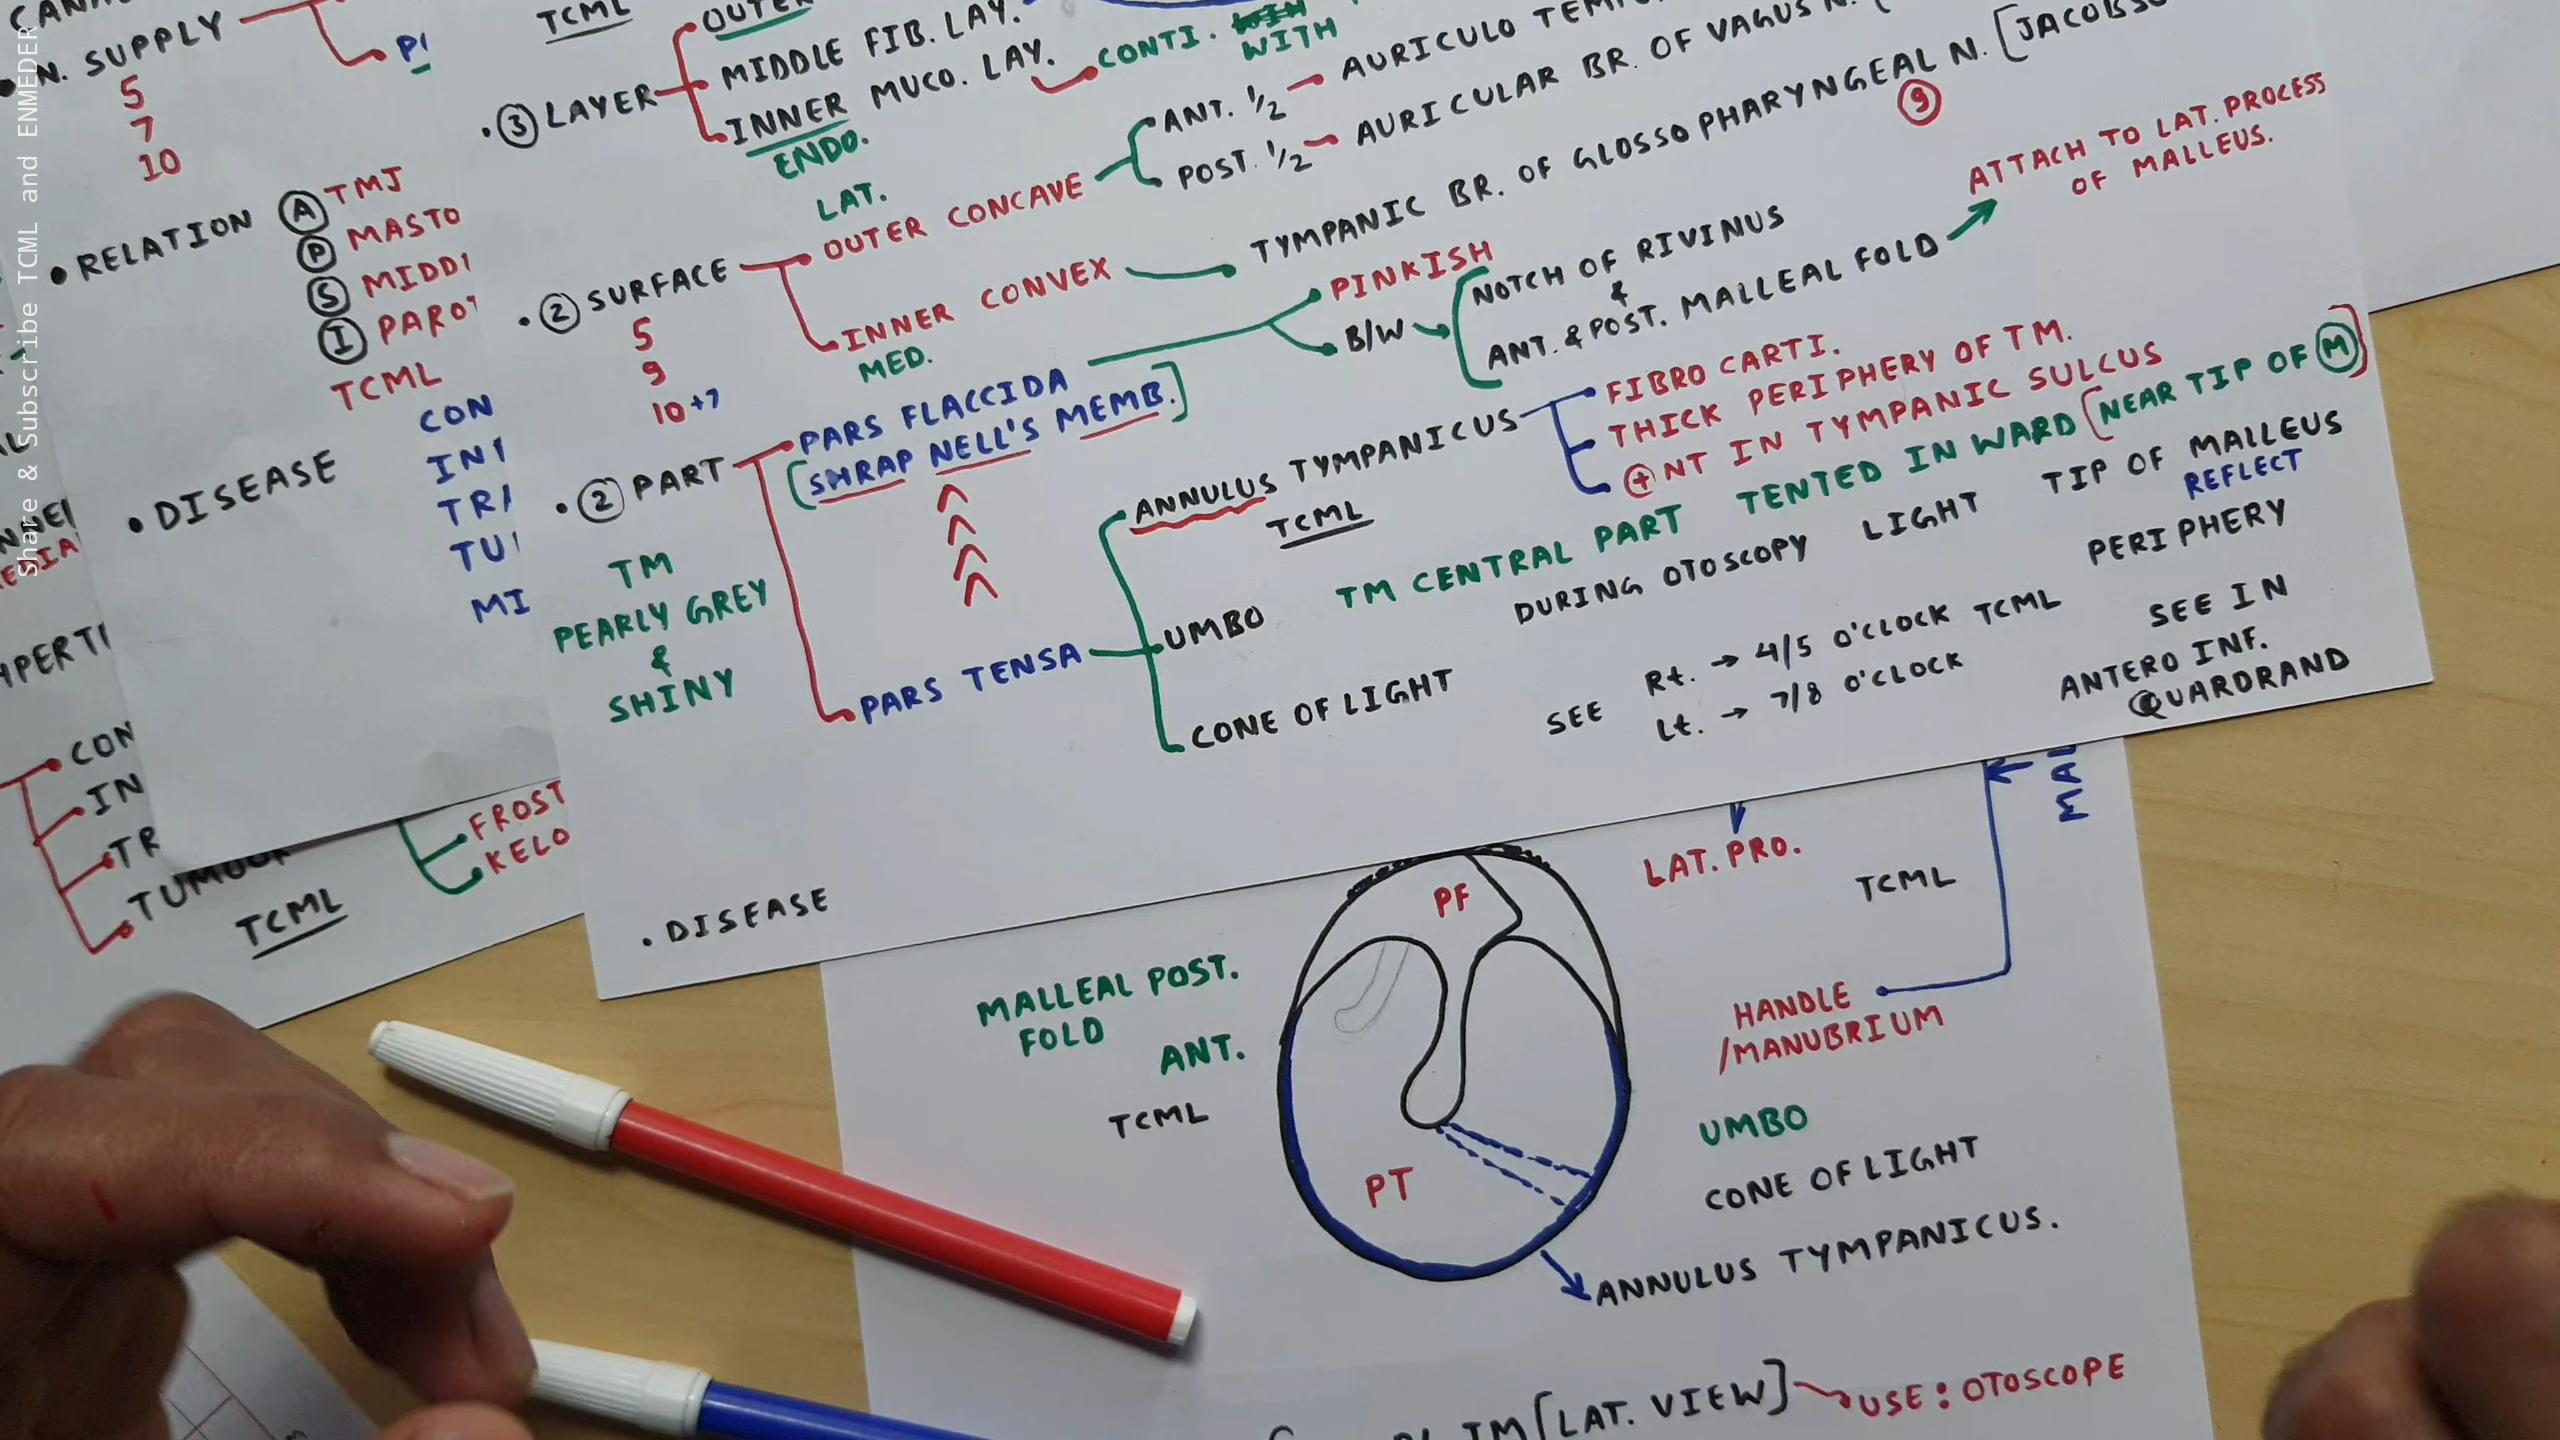 Share & Subscribe TCML and ENMEDER
N. SUPPLY
5
7
10
RELATION
A TMJ
P MASTO
S MIDDI
I PAROT
TCML
CON
DISEASE
TRA
MI
CON
IN
TR
TUMOUR
TCML
FROST
KELO
TCML
OUTER
③ LAYER
MIDDLE FIB. LAY.
INNER MUCO. LAY.
CONTI. WITH
ENDO.
LAT.
② SURFACE
5
9
10+7
OUTER CONCAVE
ANT. 1/2 AURICULO
POST. 1/2 AURICULAR BR. OF VAGUS N.
INNER CONVEX
MED.
TYMPANIC BR. OF GLOSSO PHARYNGEAL N. [JACOBS
9
② PART
PARS FLACCIDA
[SHRAP NELL'S MEMB.]
PINKISH
B/W
NOTCH OF RIVINUS
&
ANT. & POST. MALLEAL FOLD
ATTACH TO LAT. PROCESS
OF MALLEUS.
TM
PEARLY GREY
&
SHINY
PARS TENSA
ANNULUS TYMPANICUS
TCML
FIBRO CARTI.
THICK PERIPHERY OF TM.
+NT IN TYMPANIC SULCUS
UMBO
TM CENTRAL PART TENTED IN WARD [NEAR TIP OF M]
CONE OF LIGHT
DURING OTOSCOPY LIGHT TIP OF MALLEUS
REFLECT
PERIPHERY
SEE Rt. → 4/5 O'CLOCK TCML
Lt. → 7/8 O'CLOCK
SEE IN
ANTERO INF.
QUARDRAND
. DISEASE
LAT. PRO.
TCML
PF
MALLEAL POST.
FOLD
ANT.
TCML
HANDLE
/MANUBRIUM
UMBO
CONE OF LIGHT
PT
ANNULUS TYMPANICUS.
TM [LAT. VIEW] USE : OTOSCOPE